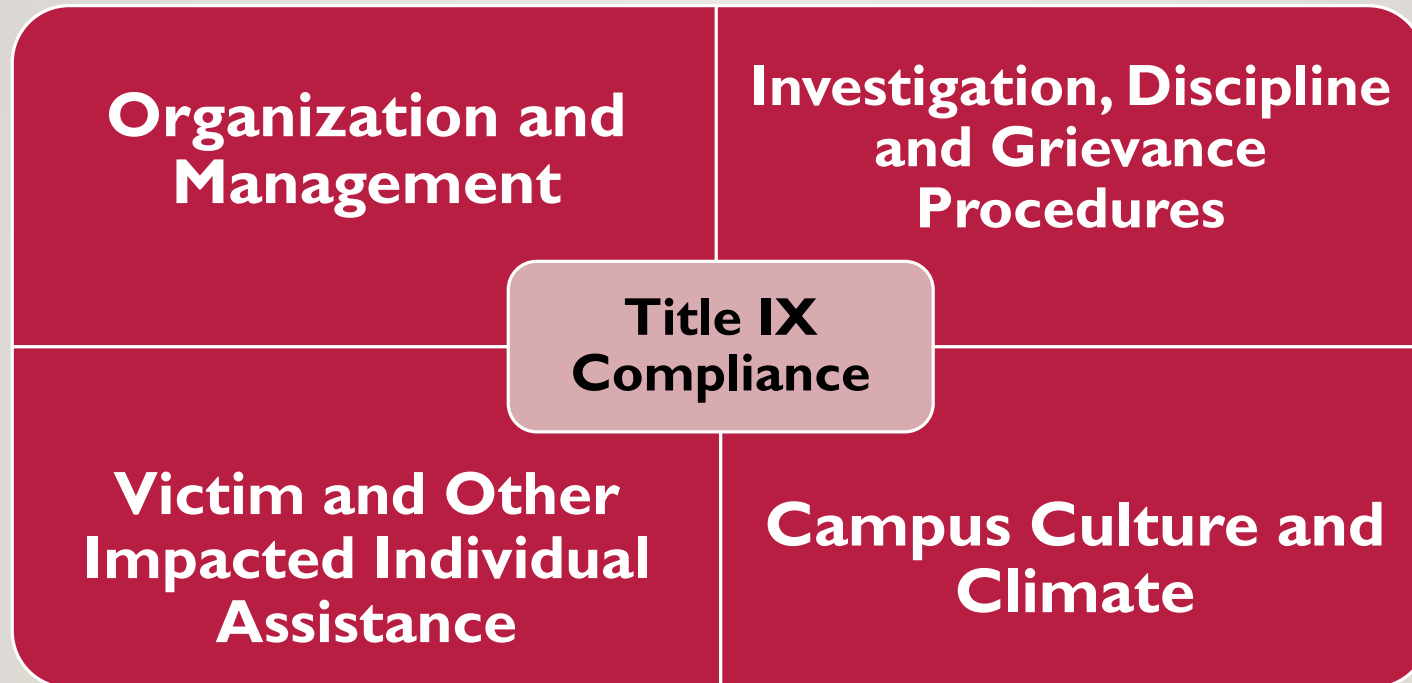 Organization and
Management
Investigation, Discipline
and Grievance
Procedures
Title IX
Compliance
Victim and Other
Impacted Individual
Assistance
Campus Culture and
Climate